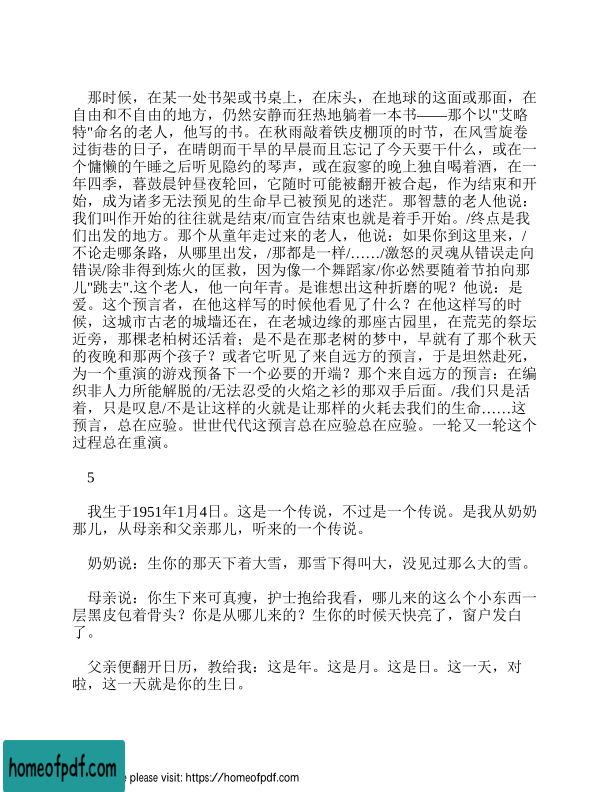 那时候，在某一处书架或书桌上，在床头，在地球的这面或那面，在
自由和不自由的地方，仍然安静而狂热地躺着一本书——那个以"艾略
特"命名的老人，他写的书。在秋雨敲着铁皮棚顶的时节，在风雪旋卷
过街巷的日子，在晴朗而干旱的早晨而且忘记了今天要干什么，或在一
个慵懒的午睡之后听见隐约的琴声，或在寂寥的晚上独自喝着酒，在一
年四季，暮鼓晨钟昼夜轮回，它随时可能被翻开被合起，作为结束和开
始，成为诸多无法预见的生命早已被预见的迷茫。那智慧的老人他说：
我们叫作开始的往往就是结束/而宣告结束也就是着手开始。/终点是我
们出发的地方。那个从童年走过来的老人，他说：如果你到这里来，/
不论走哪条路，从哪里出发，/那都是一样/……/激怒的灵魂从错误走向
错误/除非得到炼火的匡救，因为像一个舞蹈家/你必然要随着节拍向那
儿"跳去".这个老人，他一向年青。是谁想出这种折磨的呢？他说：是
爱。这个预言者，在他这样写的时候他看见了什么？在他这样写的时
候，这城市古老的城墙还在，在老城边缘的那座古园里，在荒芜的祭坛
近旁，那棵老柏树还活着；是不是在那老树的梦中，早就有了那个秋天
的夜晚和那两个孩子？或者它听见了来自远方的预言，于是坦然赴死，
为一个重演的游戏预备下一个必要的开端？那个来自远方的预言：在编
织非人力所能解脱的/无法忍受的火焰之衫的那双手后面。/我们只是活
着，只是叹息/不是让这样的火就是让那样的火耗去我们的生命……这
预言，总在应验。世世代代这预言总在应验总在应验。一轮又一轮这个
过程总在重演。
5
我生于1951年1月4日。这是一个传说，不过是一个传说。是我从奶奶
那儿，从母亲和父亲那儿，听来的一个传说。
奶奶说：生你的那天下着大雪，那雪下得叫大，没见过那么大的雪。
母亲说：你生下来可真瘦，护士抱给我看，哪儿来的这么个小东西一
层黑皮包着骨头？你是从哪儿来的？生你的时候天快亮了，窗户发白
了。
父亲便翻开日历，教给我：这是年。这是月。这是日。这一天，对
啦，这一天就是你的生日。
homeofpdf.com
e please visit: https://homeofpdf.com